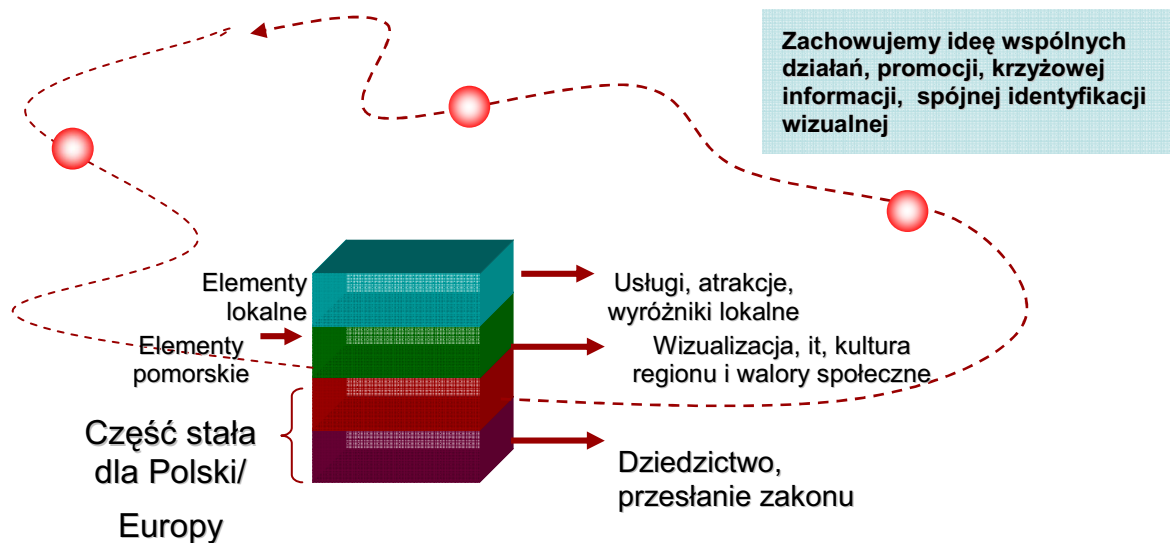 Zachowujemy ideę wspólnych
działań, promocji, krzyżowej
informacji, spójnej identyfikacji
wizualnej
Elementy
lokalne
Usługi, atrakcje,
wyróżniki lokalne
Elementy
pomorskie
Wizualizacja, it, kultura
regionu i walory społeczne
Część stała
dla Polski/
Europy
Dziedzictwo,
przesłanie zakonu